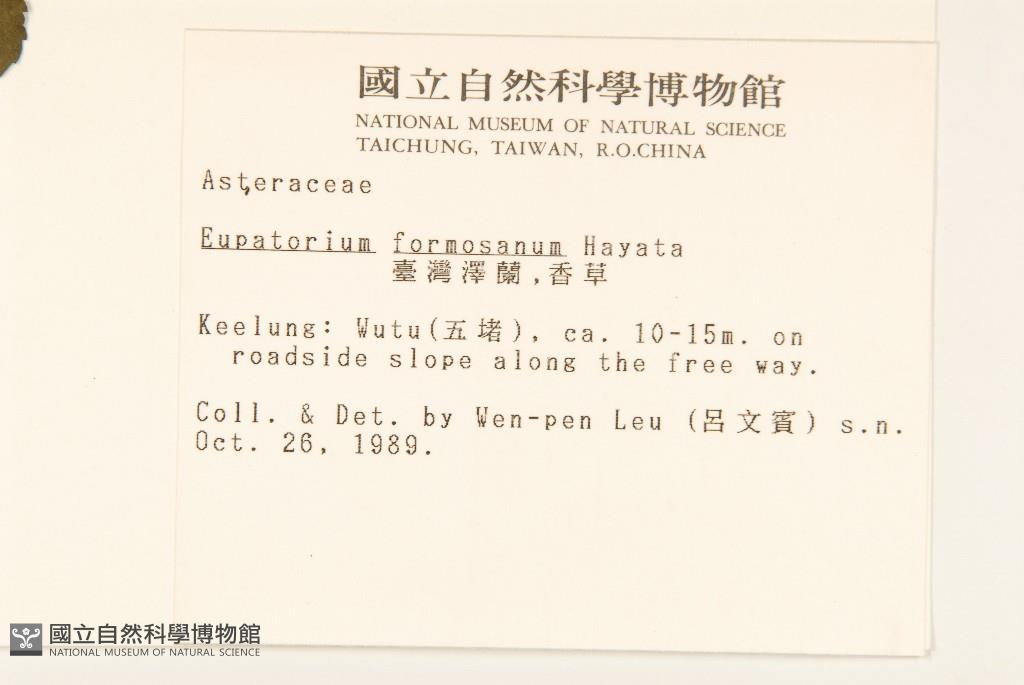 國立自然科學博物館
NATIONAL MUSEUM OF NATURAL SCIENCE
TAICHUNG, TAIWAN, R.O.CHINA
Asteraceae
Eupatorium formosanum Hayata
臺灣澤蘭,香草
Keelung: Wutu(五堵), ca. 10-15m. on
roadside slope along the free way.
Coll. & Det. by Wen-pen Leu (呂文賓) s.n.
Oct. 26, 1989.
國立自然科學博物館
NATIONAL MUSEUM OF NATURAL SCIENCE